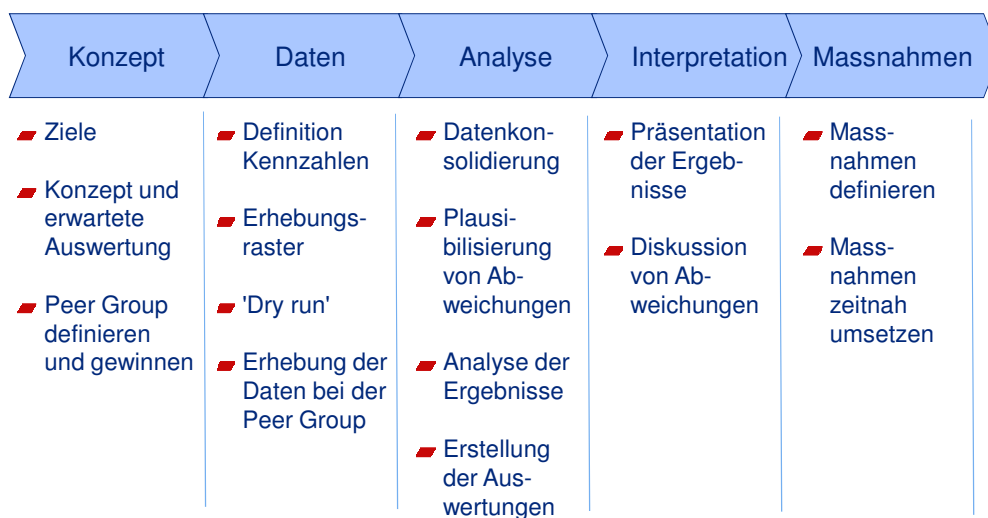 Konzept
Daten
Analyse
Interpretation
Massnahmen
Ziele
Konzept und
erwartete
Auswertung
Peer Group
definieren
und gewinnen
Definition
Kennzahlen
Erhebungs-
raster
'Dry run'
Erhebung der
Daten bei der
Peer Group
Datenkon-
solidierung
Plausi-
bilisierung
von Ab-
weichungen
Analyse der
Ergebnisse
Erstellung
der Aus-
wertungen
Präsentation
der Ergeb-
nisse
Diskussion
von Ab-
weichungen
Mass-
nahmen
definieren
Mass-
nahmen
zeitnah
umsetzen